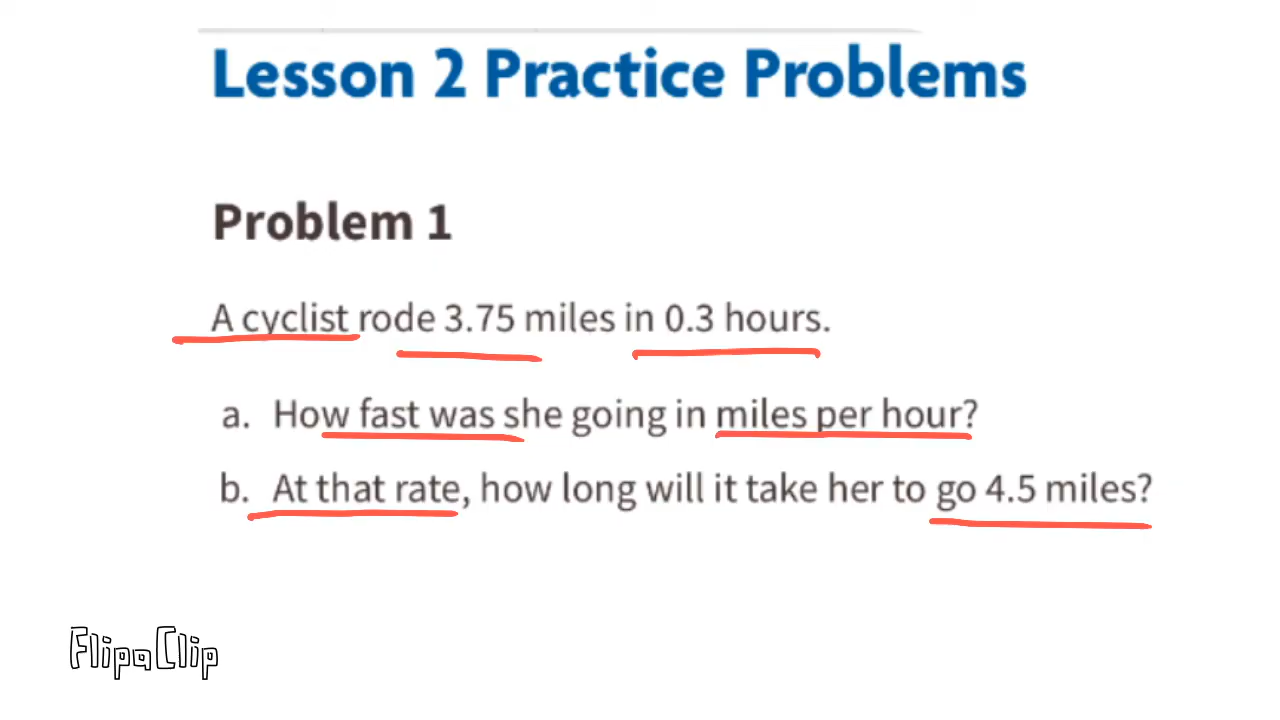 Lesson 2 Practice Problems
Problem 1
A cyclist rode 3.75 miles in 0.3 hours.
a. How fast was she going in miles per hour?
b. At that rate, how long will it take her to go 4.5 miles?
FlipaClip